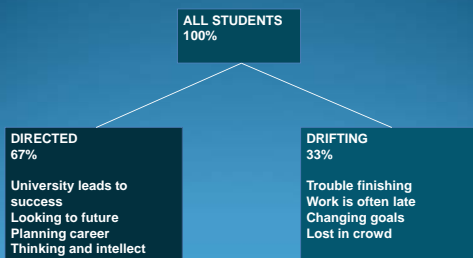 ALL STUDENTS
100%
DIRECTED
67%
University leads to
success
Looking to future
Planning career
Thinking and intellect
DRIFTING
33%
Trouble finishing
Work is often late
Changing goals
Lost in crowd